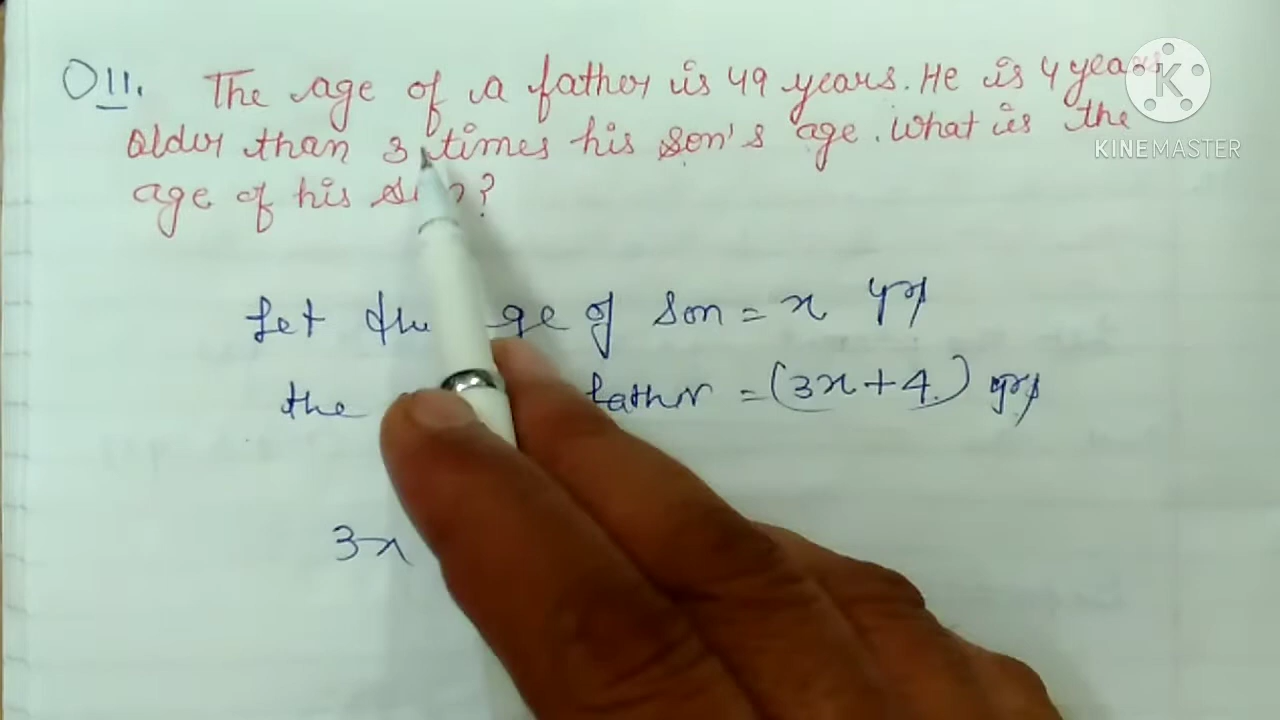 Q11. The age of a father is 49 years. He is 4 years
older than 3 times his son's age. What is the
age of his son?
Let the age of son = x yrs
the father = (3x+4) yrs
3x
KINEMASTER